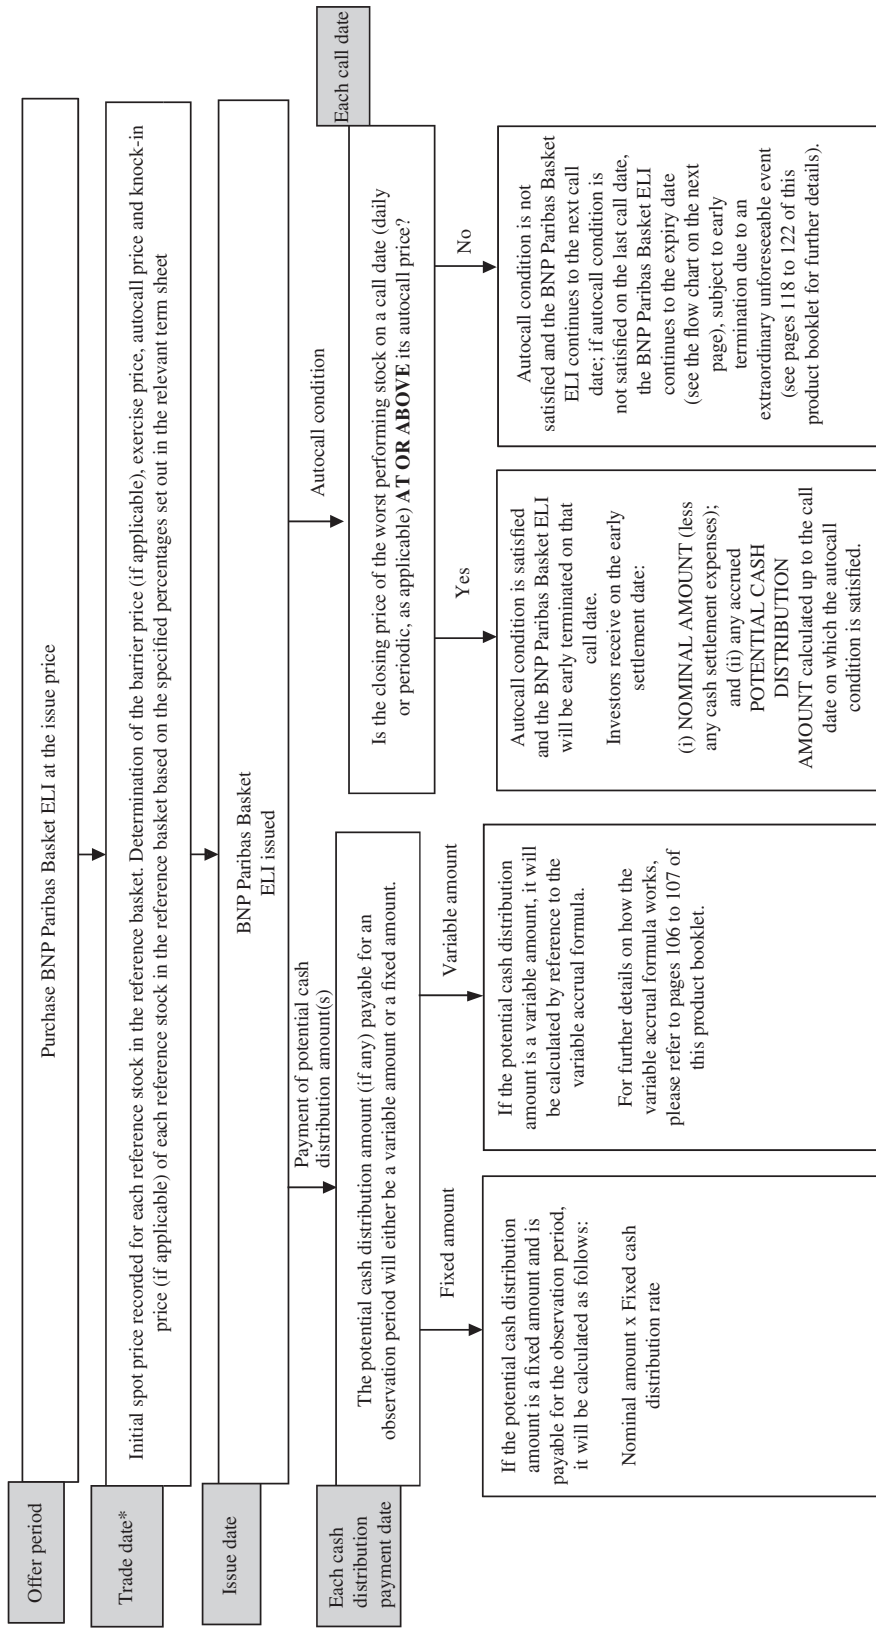 Offer period
Purchase BNP Paribas Basket ELI at the issue price
Trade date*
Initial spot price recorded for each reference stock in the reference basket. Determination of the barrier price (if applicable), exercise price, autocall price and knock-in
price (if applicable) of each reference stock in the reference basket based on the specified percentages set out in the relevant term sheet
Issue date
BNP Paribas Basket
ELI issued
Payment of potential cash
distribution amount(s)
Autocall condition
Each cash
distribution
payment date
The potential cash distribution amount (if any) payable for an
observation period will either be a variable amount or a fixed amount.
Each call date
Is the closing price of the worst performing stock on a call date (daily
or periodic, as applicable) AT OR ABOVE its autocall price?
Fixed amount
Variable amount
Yes
No
If the potential cash distribution
amount is a fixed amount and is
payable for the observation period,
it will be calculated as follows:
Nominal amount x Fixed cash
distribution rate
If the potential cash distribution
amount is a variable amount, it will
be calculated by reference to the
variable accrual formula.
For further details on how the
variable accrual formula works,
please refer to pages 106 to 107 of
this product booklet.
Autocall condition is satisfied
and the BNP Paribas Basket ELI
will be early terminated on that
call date.
Investors receive on the early
settlement date:
(i) NOMINAL AMOUNT (less
any cash settlement expenses);
and (ii) any accrued
POTENTIAL CASH
DISTRIBUTION
AMOUNT calculated up to the call
date on which the autocall
condition is satisfied.
Autocall condition is not
satisfied and the BNP Paribas Basket
ELI continues to the next call
date; if autocall condition is
not satisfied on the last call date,
the BNP Paribas Basket ELI
continues to the expiry date
(see the flow chart on the next
page), subject to early
termination due to an
extraordinary unforeseeable event
(see pages 118 to 122 of this
product booklet for further details).